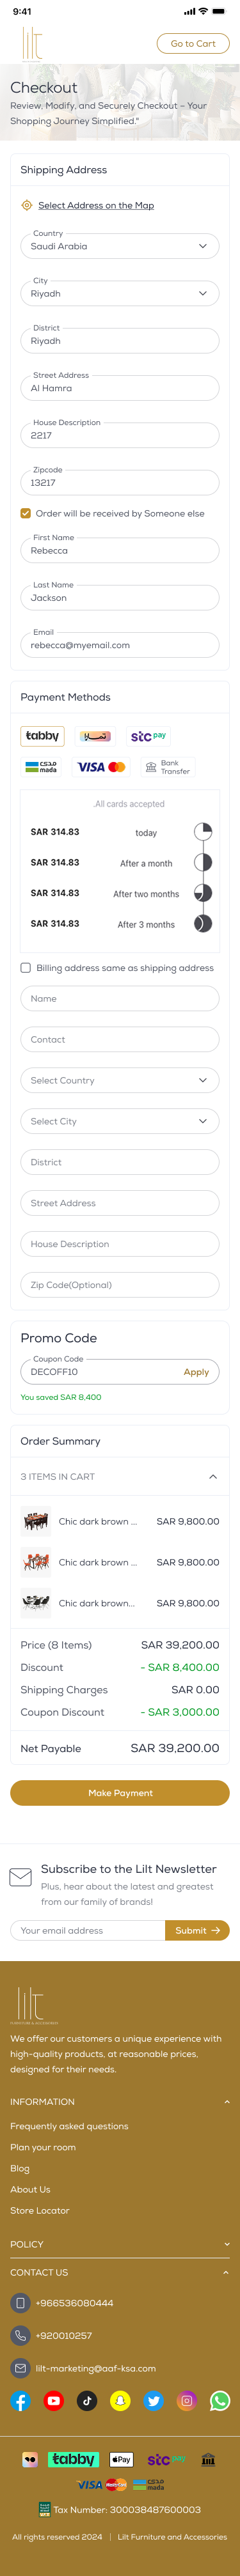 9:41
lilt
Go to Cart
Checkout
Review, Modify, and Securely Checkout – Your
Shopping Journey Simplified."
Shipping Address
Select Address on the Map
Country
Saudi Arabia
City
Riyadh
District
Riyadh
Street Address
Al Hamra
House Description
2217
Zipcode
13217
Order will be received by Someone else
First Name
Rebecca
Last Name
Jackson
Email
rebecca@myemail.com
Payment Methods
tabby
stc pay
mada
VISA
Bank
Transfer
.All cards accepted
SAR 314.83 today
SAR 314.83 After a month
SAR 314.83 After two months
SAR 314.83 After 3 months
Billing address same as shipping address
Name
Contact
Select Country
Select City
District
Street Address
House Description
Zip Code(Optional)
Promo Code
Coupon Code
DECOFF10
Apply
You saved SAR 8,400
Order Summary
3 ITEMS IN CART
Chic dark brown ... SAR 9,800.00
Chic dark brown ... SAR 9,800.00
Chic dark brown... SAR 9,800.00
Price (8 Items) SAR 39,200.00
Discount - SAR 8,400.00
Shipping Charges SAR 0.00
Coupon Discount - SAR 3,000.00
Net Payable SAR 39,200.00
Make Payment
Subscribe to the Lilt Newsletter
Plus, hear about the latest and greatest
from our family of brands!
Your email address
Submit
lilt
FURNITURE & ACCESSORIES
We offer our customers a unique experience with
high-quality products, at reasonable prices,
designed for their needs.
INFORMATION
Frequently asked questions
Plan your room
Blog
About Us
Store Locator
POLICY
CONTACT US
+966536080444
+920010257
lilt-marketing@aaf-ksa.com
tabby
Pay
stc pay
VISA
mada
Tax Number: 300038487600003
All rights reserved 2024 | Lilt Furniture and Accessories